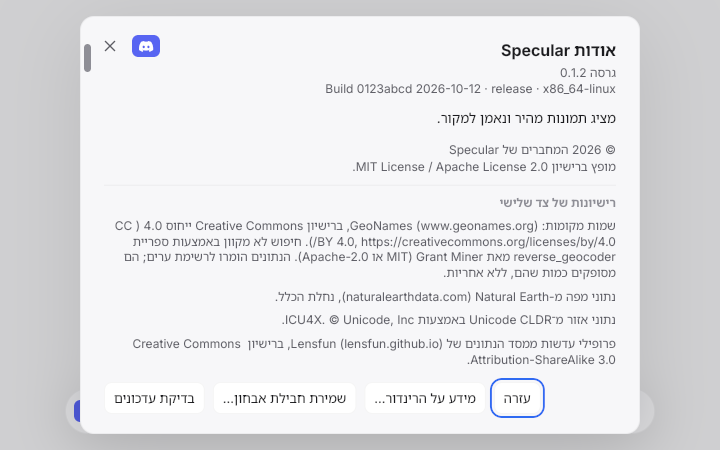 אודות Specular
גרסה 0.1.2
Build 0123abcd 2026-10-12 · release · x86_64-linux
מציג תמונות מהיר ונאמן למקור.
© 2026 המחברים של Specular
מופץ ברישיון MIT License / Apache License 2.0.
רישיונות של צד שלישי
שמות מקומות: GeoNames (www.geonames.org), ברישיון Creative Commons ייחוס 4.0 (CC
BY 4.0, https://creativecommons.org/licenses/by/4.0/). חיפוש לא מקוון באמצעות ספריית
reverse_geocoder מאת Grant Miner (MIT או Apache-2.0). הנתונים הומרו לרשימת ערים; הם
מסופקים כמות שהם, ללא אחריות.
נתוני מפה מ-Natural Earth (naturalearthdata.com), נחלת הכלל.
נתוני אזור מ־Unicode CLDR באמצעות ICU4X. © Unicode, Inc.
פרופילי עדשות ממסד הנתונים של Lensfun (lensfun.github.io), ברישיון Creative Commons
Attribution-ShareAlike 3.0.
עזרה
מידע על הרינדור...
שמירת חבילת אבחון...
בדיקת עדכונים